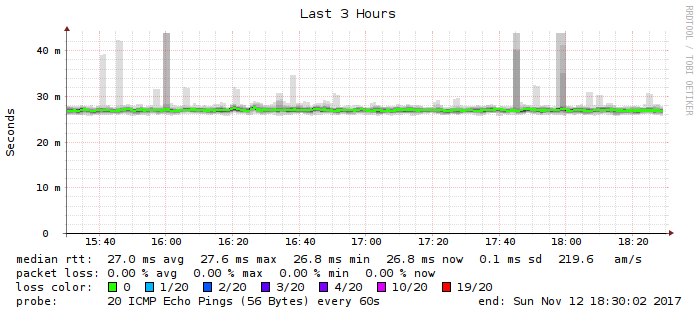 Last 3 Hours
RRDTOOL / TOBI OETIKER
Seconds
40 m
30 m
20 m
10 m
0
15:40 16:00 16:20 16:40 17:00 17:20 17:40 18:00 18:20
median rtt: 27.0 ms avg 27.6 ms max 26.8 ms min 26.8 ms now 0.1 ms sd 219.6 am/s
packet loss: 0.00 % avg 0.00 % max 0.00 % min 0.00 % now
loss color: 0 1/20 2/20 3/20 4/20 10/20 19/20
probe: 20 ICMP Echo Pings (56 Bytes) every 60s end: Sun Nov 12 18:30:02 2017